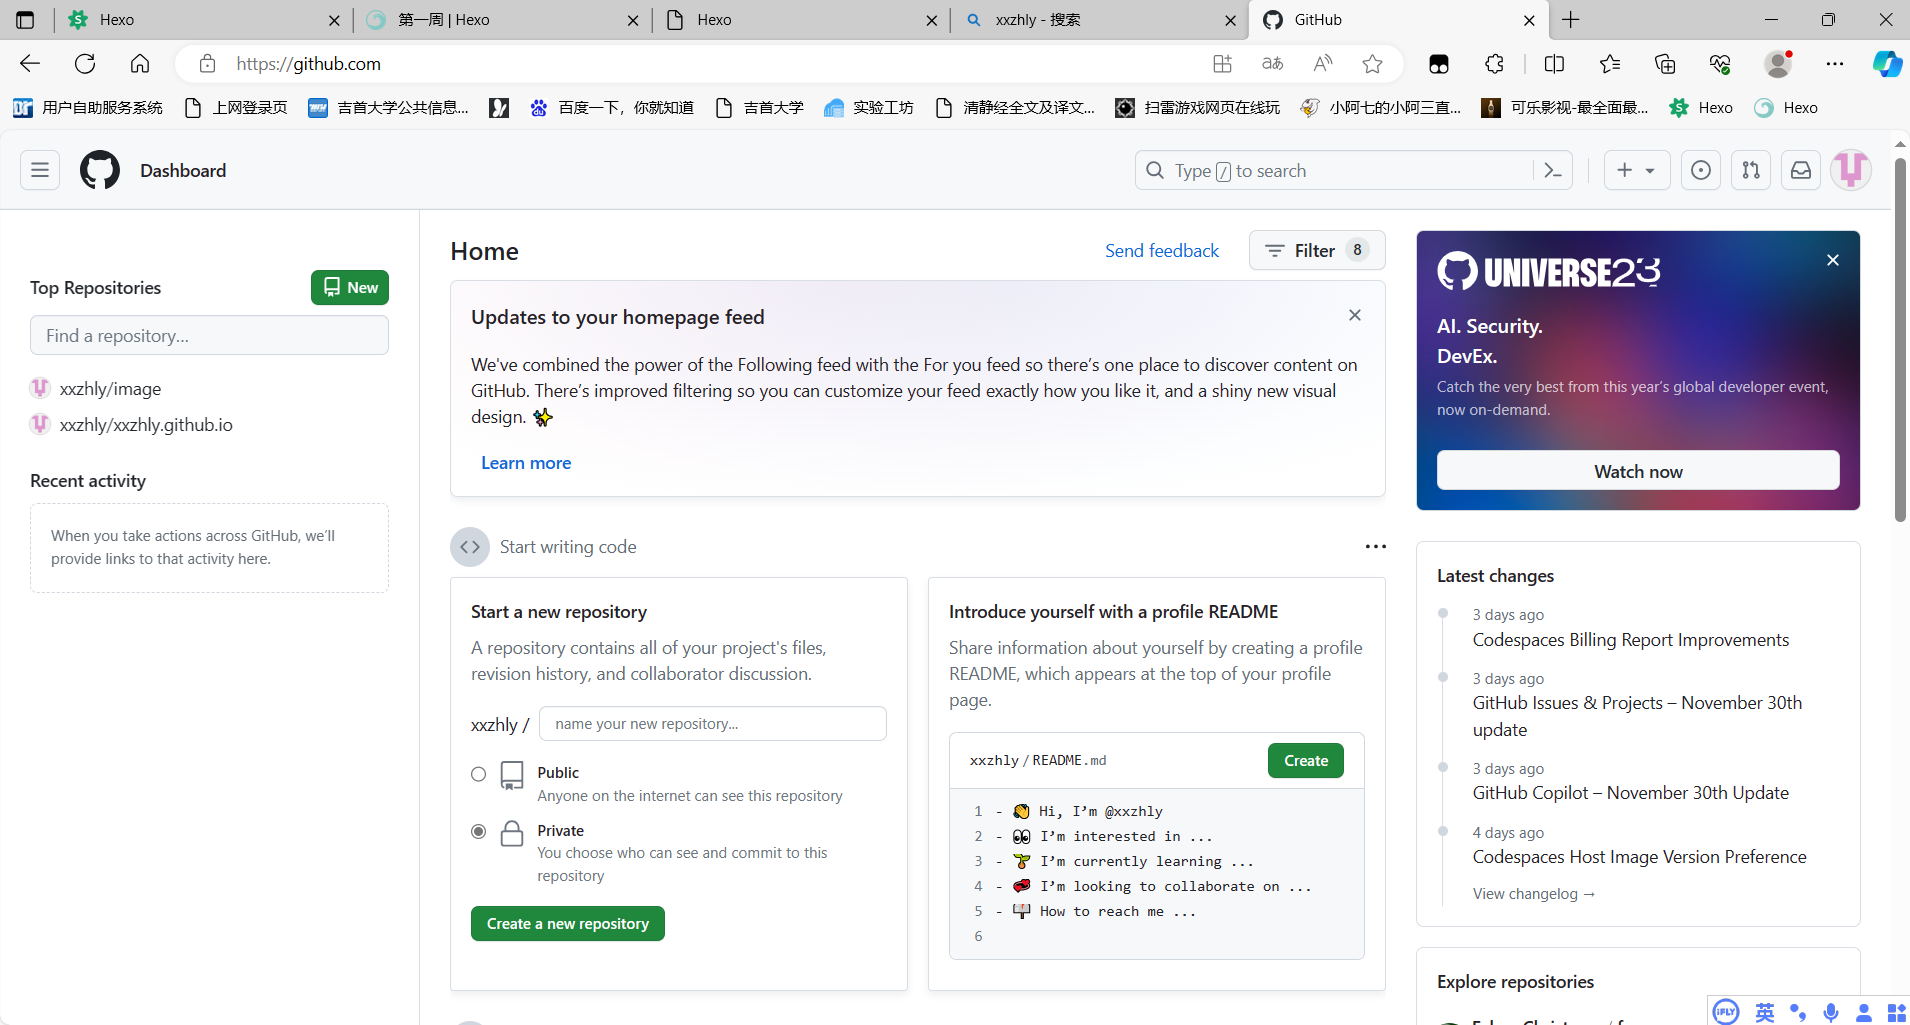 Hexo
第一周 | Hexo
Hexo
xxzhly - 搜索
GitHub
https://github.com
用户自助服务系统
上网登录页
吉首大学公共信息...
百度一下，你就知道
吉首大学
实验工坊
清静经全文及译文...
扫雷游戏网页在线玩
小阿七的小阿三直...
可乐影视-最全面最...
Hexo
Hexo
Dashboard
Type / to search
Top Repositories
New
Find a repository...
xxzhly/image
xxzhly/xxzhly.github.io
Recent activity
When you take actions across GitHub, we'll
provide links to that activity here.
Home
Send feedback
Filter 8
Updates to your homepage feed
We've combined the power of the Following feed with the For you feed so there's one place to discover content on
GitHub. There's improved filtering so you can customize your feed exactly how you like it, and a shiny new visual
design. ✨
Learn more
Start writing code
Start a new repository
A repository contains all of your project's files,
revision history, and collaborator discussion.
xxzhly /
name your new repository...
Public
Anyone on the internet can see this repository
Private
You choose who can see and commit to this
repository
Create a new repository
Introduce yourself with a profile README
Share information about yourself by creating a profile
README, which appears at the top of your profile
page.
xxzhly / README.md
Create
1 - 👋 Hi, I'm @xxzhly
2 - 👀 I'm interested in ...
3 - 🌱 I'm currently learning ...
4 - 💞️ I'm looking to collaborate on ...
5 - 📫 How to reach me ...
6
UNIVERSE23
AI. Security.
DevEx.
Catch the very best from this year's global developer event,
now on-demand.
Watch now
Latest changes
3 days ago
Codespaces Billing Report Improvements
3 days ago
GitHub Issues & Projects – November 30th
update
3 days ago
GitHub Copilot – November 30th Update
4 days ago
Codespaces Host Image Version Preference
View changelog →
Explore repositories
iFLY
英